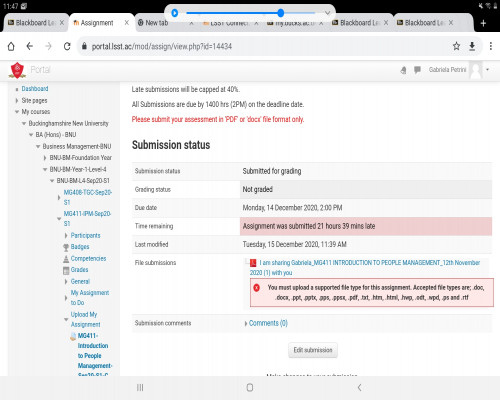 11:47
Blackboard Le
Assignment
New tab
LSST Connect
my.bucks.ac.u
Blackboard Le
Blackboard Le
portal.lsst.ac/mod/assign/view.php?id=14434
Portal
Gabriela Petrini
Dashboard
Site pages
My courses
Buckinghamshire New University
BA (Hons) - BNU
Business Management-BNU
BNU-BM-Foundation Year
BNU-BM-Year-1-Level-4
BNU-BM-L4-Sep20-S1
MG408-TGC-Sep20-
S1
MG411-IPM-Sep20-
S1
Participants
Badges
Competencies
Grades
General
My Assignment
to Do
Upload My
Assignment
MG411-
Introduction
to People
Management-
Sep20-S1-C
Late submissions will be capped at 40%.
All Submissions are due by 1400 hrs (2PM) on the deadline date.
Please submit your assessment in 'PDF' or 'docx' file format only.
Submission status
Submission status Submitted for grading
Grading status Not graded
Due date Monday, 14 December 2020, 2:00 PM
Time remaining Assignment was submitted 21 hours 39 mins late
Last modified Tuesday, 15 December 2020, 11:39 AM
File submissions I am sharing Gabriela_MG411 INTRODUCTION TO PEOPLE MANAGEMENT_12th November
2020 (1) with you
You must upload a supported file type for this assignment. Accepted file types are; .doc,
.docx, .ppt, .pptx, .pps, .ppsx, .pdf, .txt, .htm, .html, .hwp, .odt, .wpd, .ps and .rtf
Submission comments Comments (0)
Edit submission